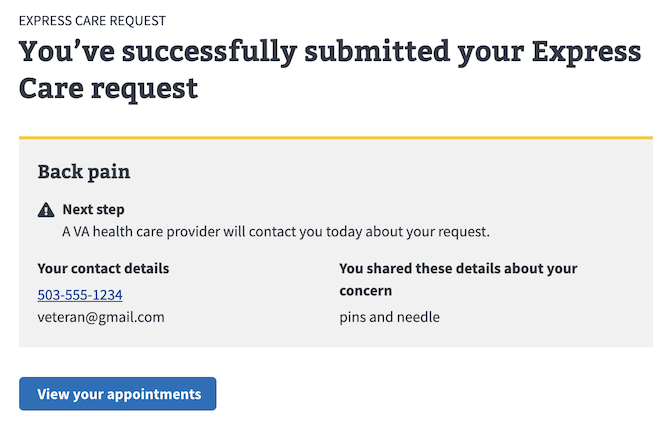 EXPRESS CARE REQUEST
You’ve successfully submitted your Express
Care request
Back pain
Next step
A VA health care provider will contact you today about your request.
Your contact details
503-555-1234
veteran@gmail.com
You shared these details about your
concern
pins and needle
View your appointments